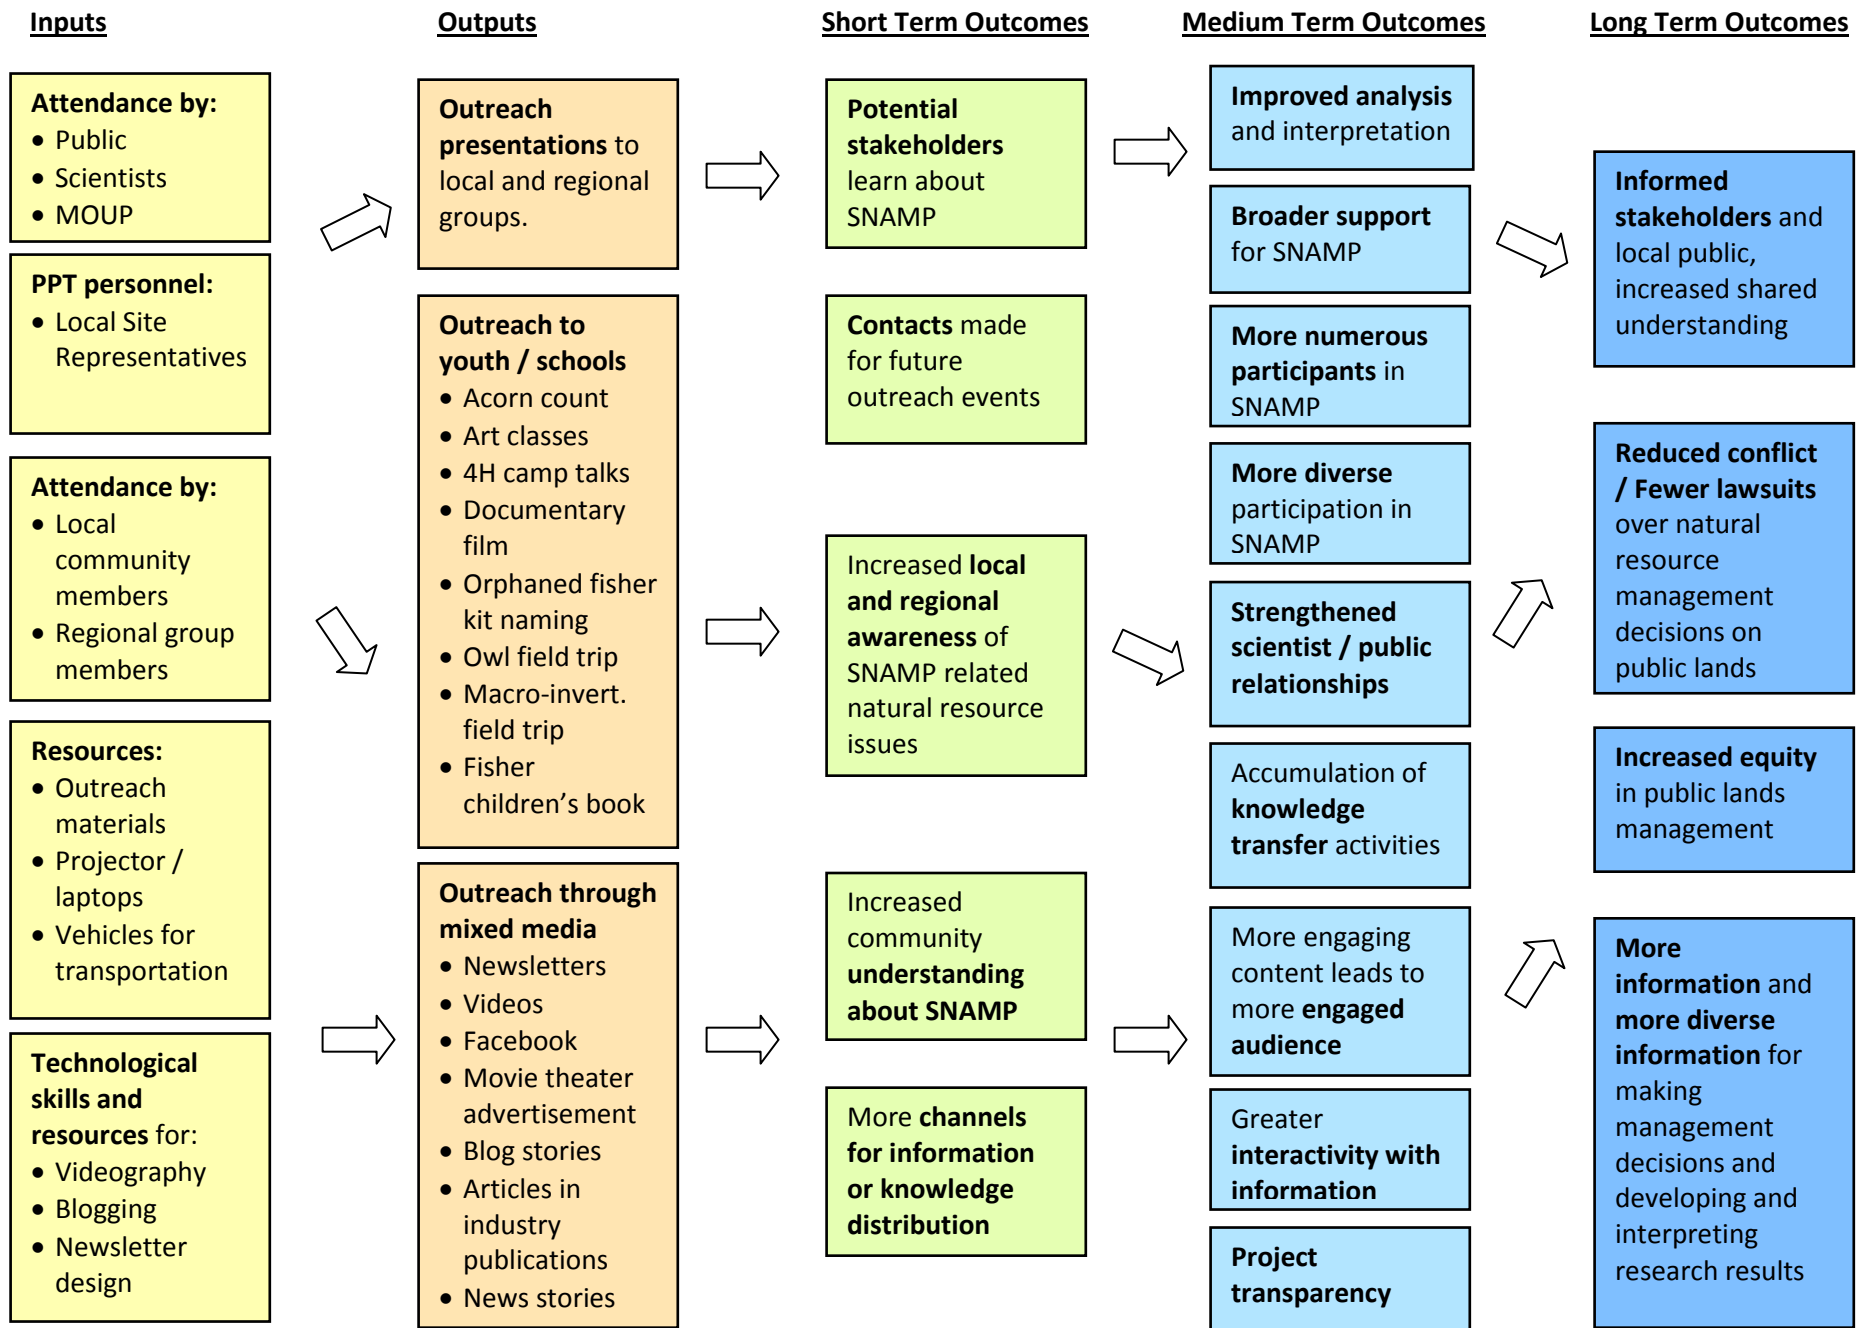 Inputs
Attendance by:
• Public
• Scientists
• MOUP
PPT personnel:
• Local Site
Representatives
Attendance by:
• Local
community
members
• Regional group
members
Resources:
• Outreach
materials
• Projector /
laptops
• Vehicles for
transportation
Technological
skills and
resources for:
• Videography
• Blogging
• Newsletter
design
Outputs
Outreach
presentations to
local and regional
groups.
Outreach to
youth / schools
• Acorn count
• Art classes
• 4H camp talks
• Documentary
film
• Orphaned fisher
kit naming
• Owl field trip
• Macro-invert.
field trip
• Fisher
children’s book
Outreach through
mixed media
• Newsletters
• Videos
• Facebook
• Movie theater
advertisement
• Blog stories
• Articles in
industry
publications
• News stories
Short Term Outcomes
Potential
stakeholders
learn about
SNAMP
Contacts made
for future
outreach events
Increased local
and regional
awareness of
SNAMP related
natural resource
issues
Increased
community
understanding
about SNAMP
More channels
for information
or knowledge
distribution
Medium Term Outcomes
Improved analysis
and interpretation
Broader support
for SNAMP
More numerous
participants in
SNAMP
More diverse
participation in
SNAMP
Strengthened
scientist / public
relationships
Accumulation of
knowledge
transfer activities
More engaging
content leads to
more engaged
audience
Greater
interactivity with
information
Project
transparency
Long Term Outcomes
Informed
stakeholders and
local public,
increased shared
understanding
Reduced conflict
/ Fewer lawsuits
over natural
resource
management
decisions on
public lands
Increased equity
in public lands
management
More
information and
more diverse
information for
making
management
decisions and
developing and
interpreting
research results